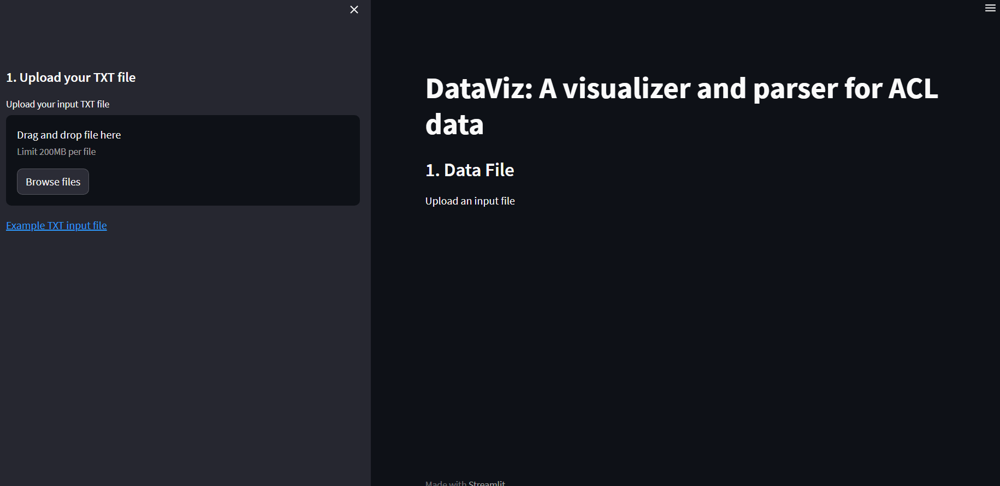 1. Upload your TXT file
Upload your input TXT file
Drag and drop file here
Limit 200MB per file
Browse files
Example TXT input file
DataViz: A visualizer and parser for ACL
data
1. Data File
Upload an input file
Made with Streamlit